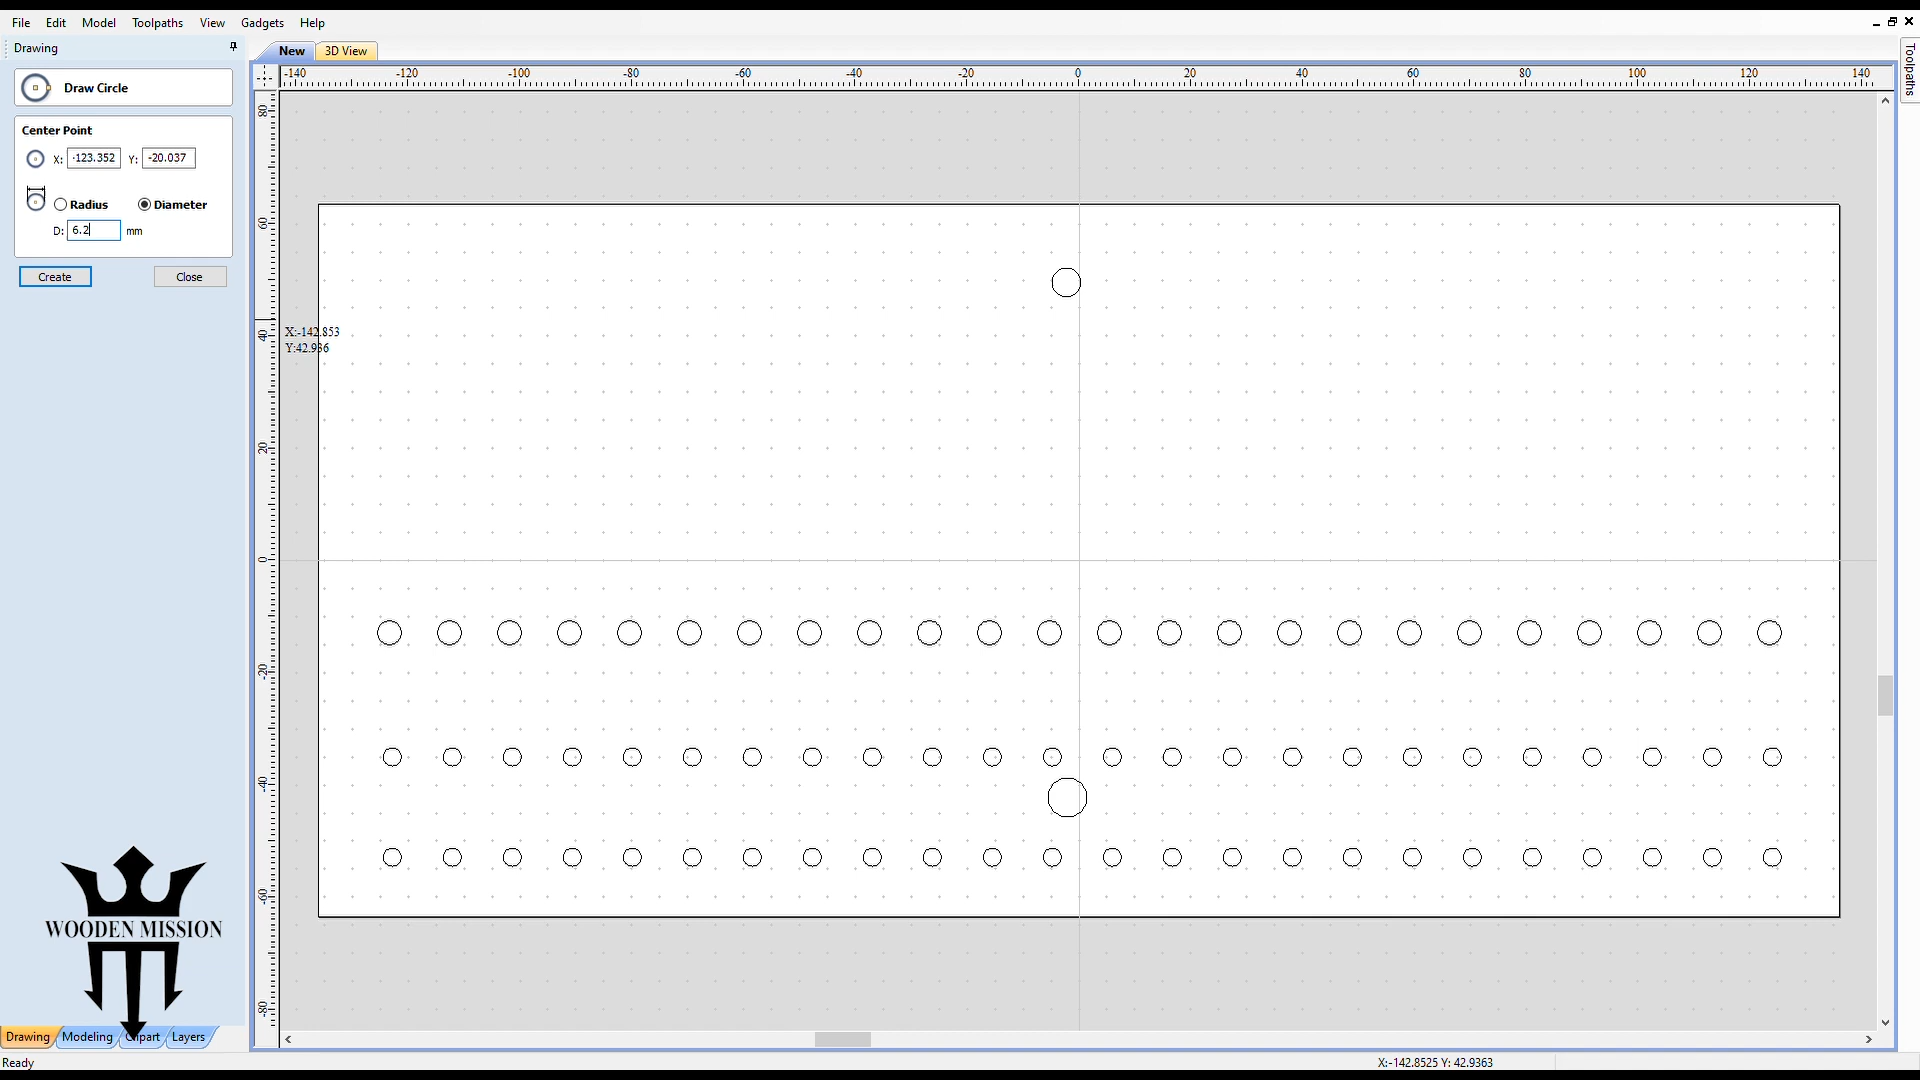 File Edit Model Toolpaths View Gadgets Help
Drawing
New 3D View
Toolpaths
-140 -120 -100 -80 -60 -40 -20 0 20 40 60 80 100 120 140
Draw Circle
Center Point
X: -123.352 Y: -20.037
Radius Diameter
D: 6.2 mm
Create Close
80
60
40
20
0
-20
-40
-60
-80
X:-142.853
Y:42.936
WOODEN MISSION
Drawing Modeling Clipart Layers
Ready
X:-142.8525 Y: 42.9363